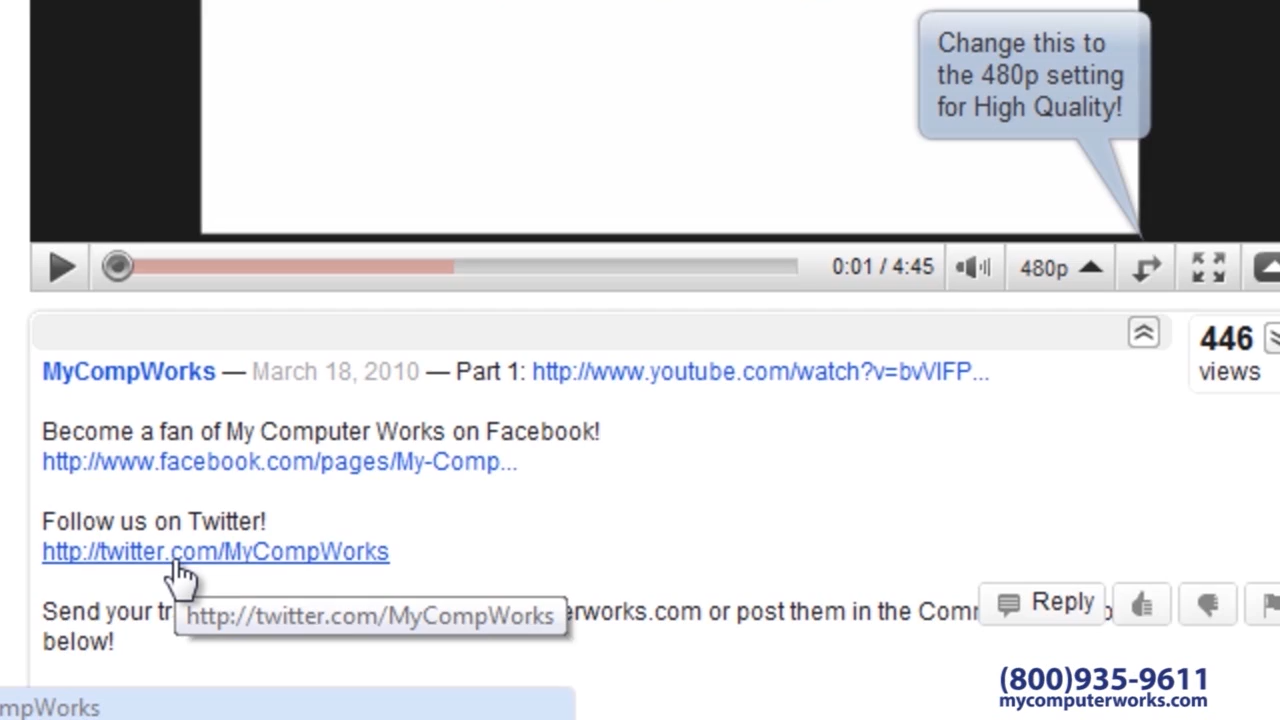 Change this to
the 480p setting
for High Quality!
0:01 / 4:45
480p
446
views
MyCompWorks — March 18, 2010 — Part 1: http://www.youtube.com/watch?v=bvVIFP...
Become a fan of My Computer Works on Facebook!
http://www.facebook.com/pages/My-Comp...
Follow us on Twitter!
http://twitter.com/MyCompWorks
http://twitter.com/MyCompWorks
Send your tr erworks.com or post them in the Comm
Reply
below!
mpWorks
(800)935-9611
mycomputerworks.com